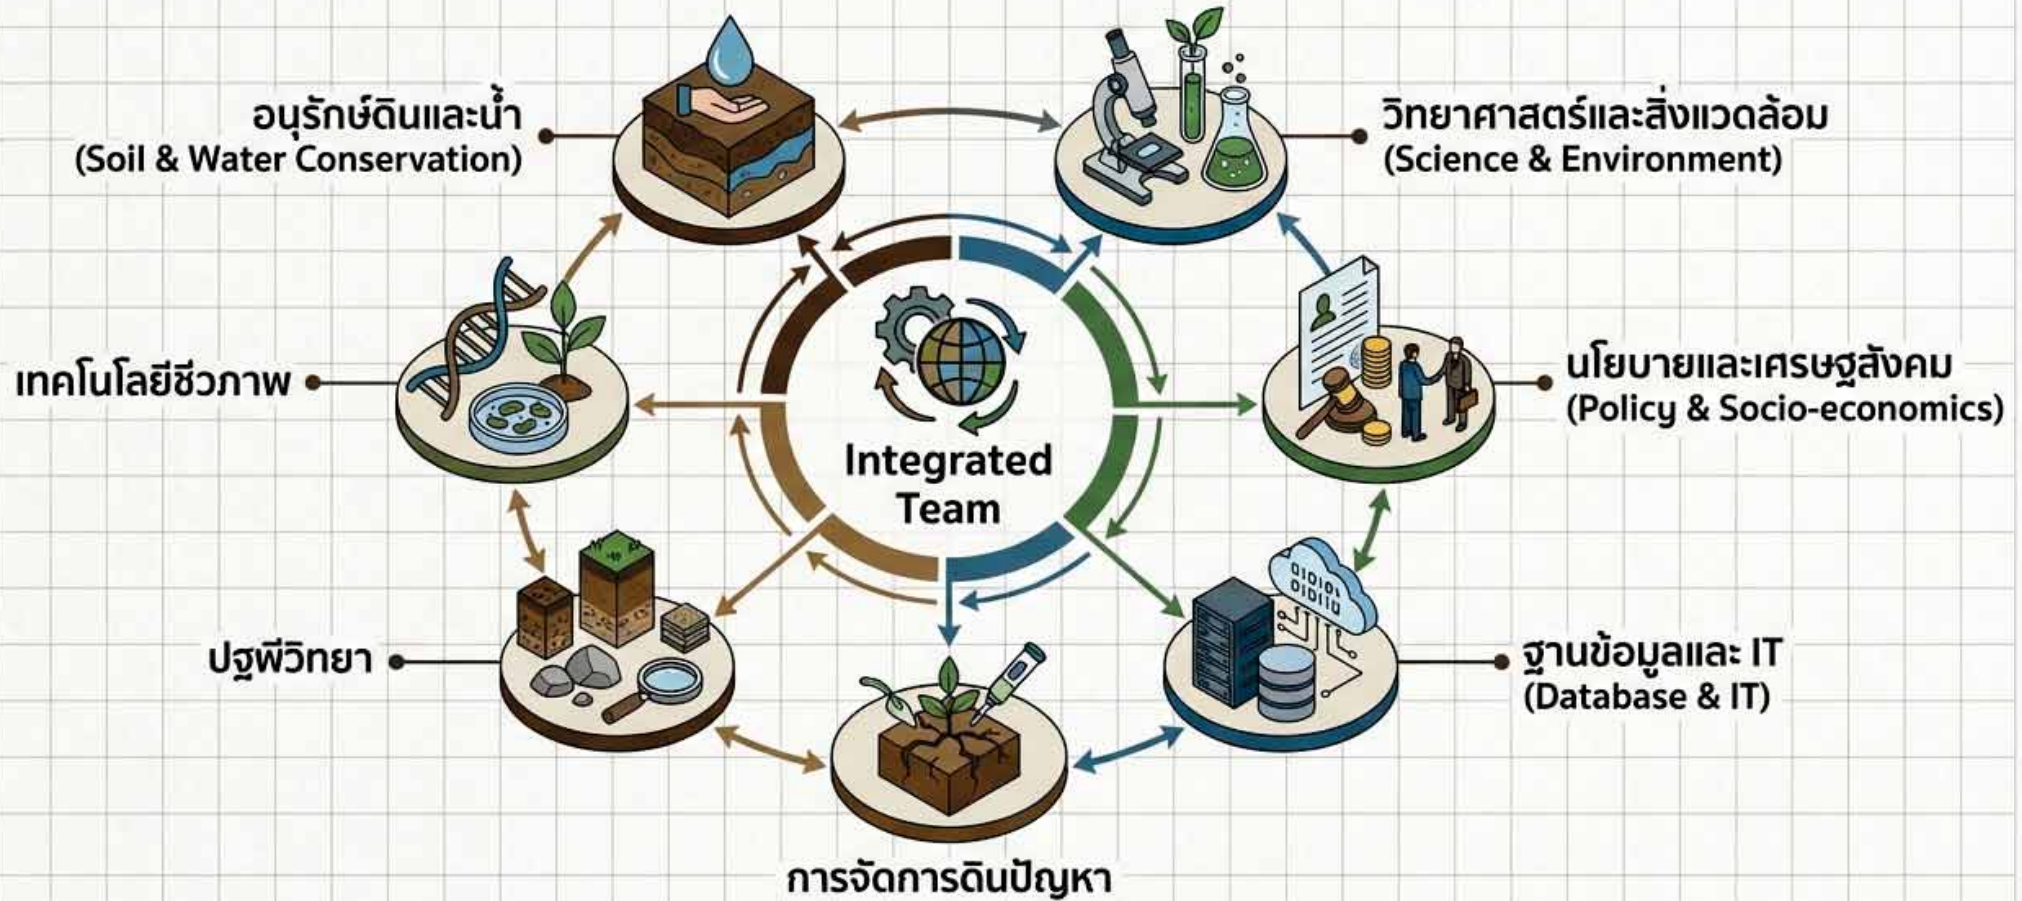 อนุรักษ์ดินและน้ำ
(Soil & Water Conservation)
วิทยาศาสตร์และสิ่งแวดล้อม
(Science & Environment)
เทคโนโลยีชีวภาพ
นโยบายและเศรษฐสังคม
(Policy & Socio-economics)
Integrated
Team
ปฐพีวิทยา
01010.
010110
ฐานข้อมูลและ IT
(Database & IT)
การจัดการดินปัญหา